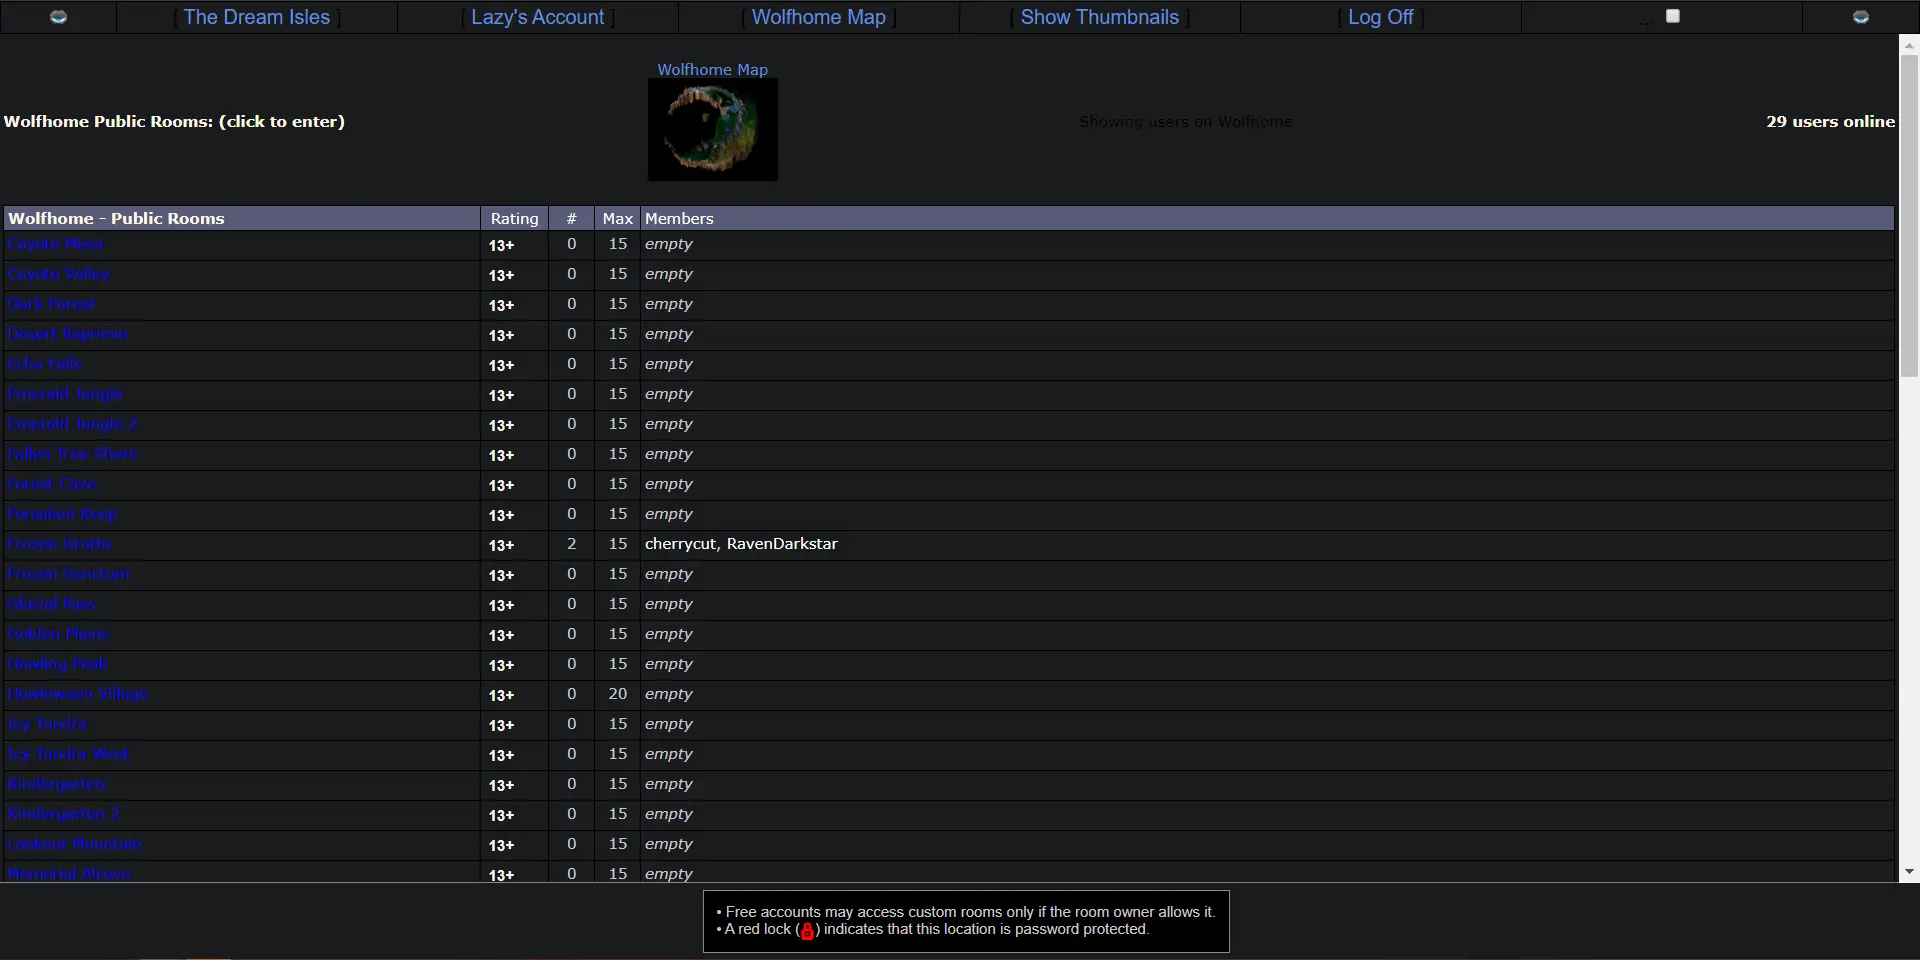 [ The Dream Isles ] [ Lazy's Account ] [ Wolfhome Map ] [ Show Thumbnails ] [ Log Off ] ...
Wolfhome Map
Wolfhome Public Rooms: (click to enter) Showing users on Wolfhome 29 users online
Wolfhome - Public Rooms Rating # Max Members
Coyote Mesa 13+ 0 15 empty
Coyote Valley 13+ 0 15 empty
Dark Forest 13+ 0 15 empty
Desert Reprieve 13+ 0 15 empty
Echo Falls 13+ 0 15 empty
Emerald Jungle 13+ 0 15 empty
Emerald Jungle 2 13+ 0 15 empty
Fallen Tree Shore 13+ 0 15 empty
Forest Cave 13+ 0 15 empty
Forsaken Keep 13+ 0 15 empty
Frozen Grotto 13+ 2 15 cherrycut, RavenDarkstar
Frozen Sanctum 13+ 0 15 empty
Glacial Pass 13+ 0 15 empty
Golden Plains 13+ 0 15 empty
Howling Peak 13+ 0 15 empty
Howloween Village 13+ 0 20 empty
Icy Tundra 13+ 0 15 empty
Icy Tundra West 13+ 0 15 empty
Kindergarten 13+ 0 15 empty
Kindergarten 2 13+ 0 15 empty
Lookout Mountain 13+ 0 15 empty
Memorial Alcove 13+ 0 15 empty
• Free accounts may access custom rooms only if the room owner allows it.
• A red lock ( ) indicates that this location is password protected.